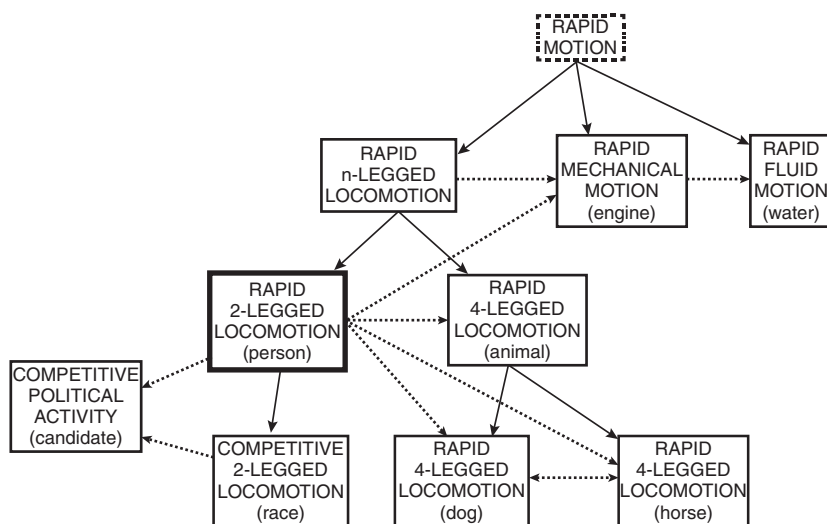 RAPID
MOTION
RAPID
n-LEGGED
LOCOMOTION
RAPID
MECHANICAL
MOTION
(engine)
RAPID
FLUID
MOTION
(water)
RAPID
2-LEGGED
LOCOMOTION
(person)
RAPID
4-LEGGED
LOCOMOTION
(animal)
COMPETITIVE
POLITICAL
ACTIVITY
(candidate)
COMPETITIVE
2-LEGGED
LOCOMOTION
(race)
RAPID
4-LEGGED
LOCOMOTION
(dog)
RAPID
4-LEGGED
LOCOMOTION
(horse)